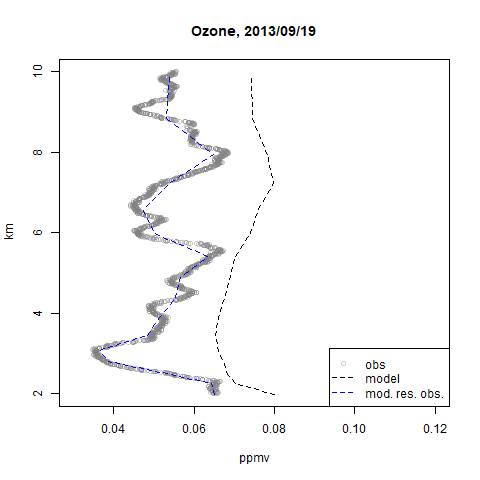 Ozone, 2013/09/19
10
8
6
4
2
km
0.04 0.06 0.08 0.10 0.12
ppmv
obs
model
mod. res. obs.